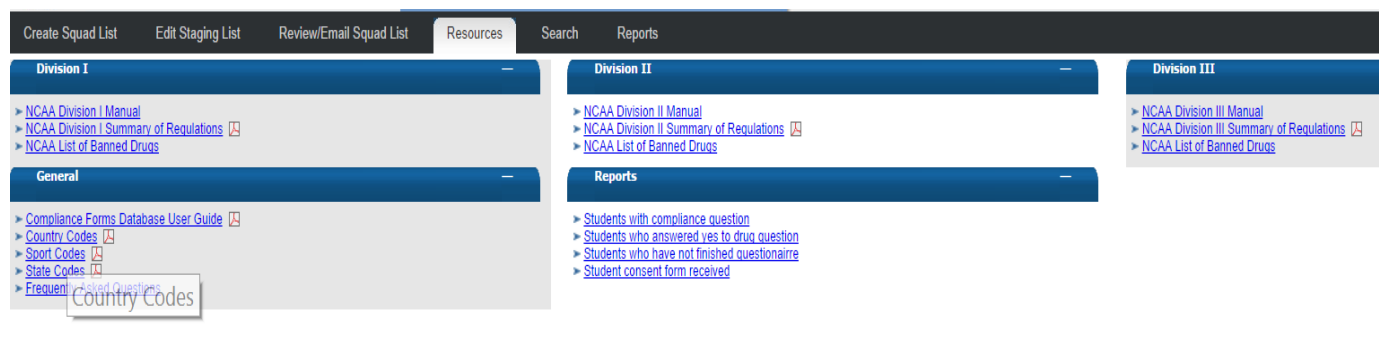 Create Squad List Edit Staging List Review/Email Squad List Resources Search Reports
Division I
NCAA Division I Manual
NCAA Division I Summary of Regulations
NCAA List of Banned Drugs
Division II
NCAA Division II Manual
NCAA Division II Summary of Regulations
NCAA List of Banned Drugs
Division III
NCAA Division III Manual
NCAA Division III Summary of Regulations
NCAA List of Banned Drugs
General
Compliance Forms Database User Guide
Country Codes
Sport Codes
State Codes
Frequently Asked Questions
Country Codes
Reports
Students with compliance question
Students who answered yes to drug question
Students who have not finished questionairre
Student consent form received